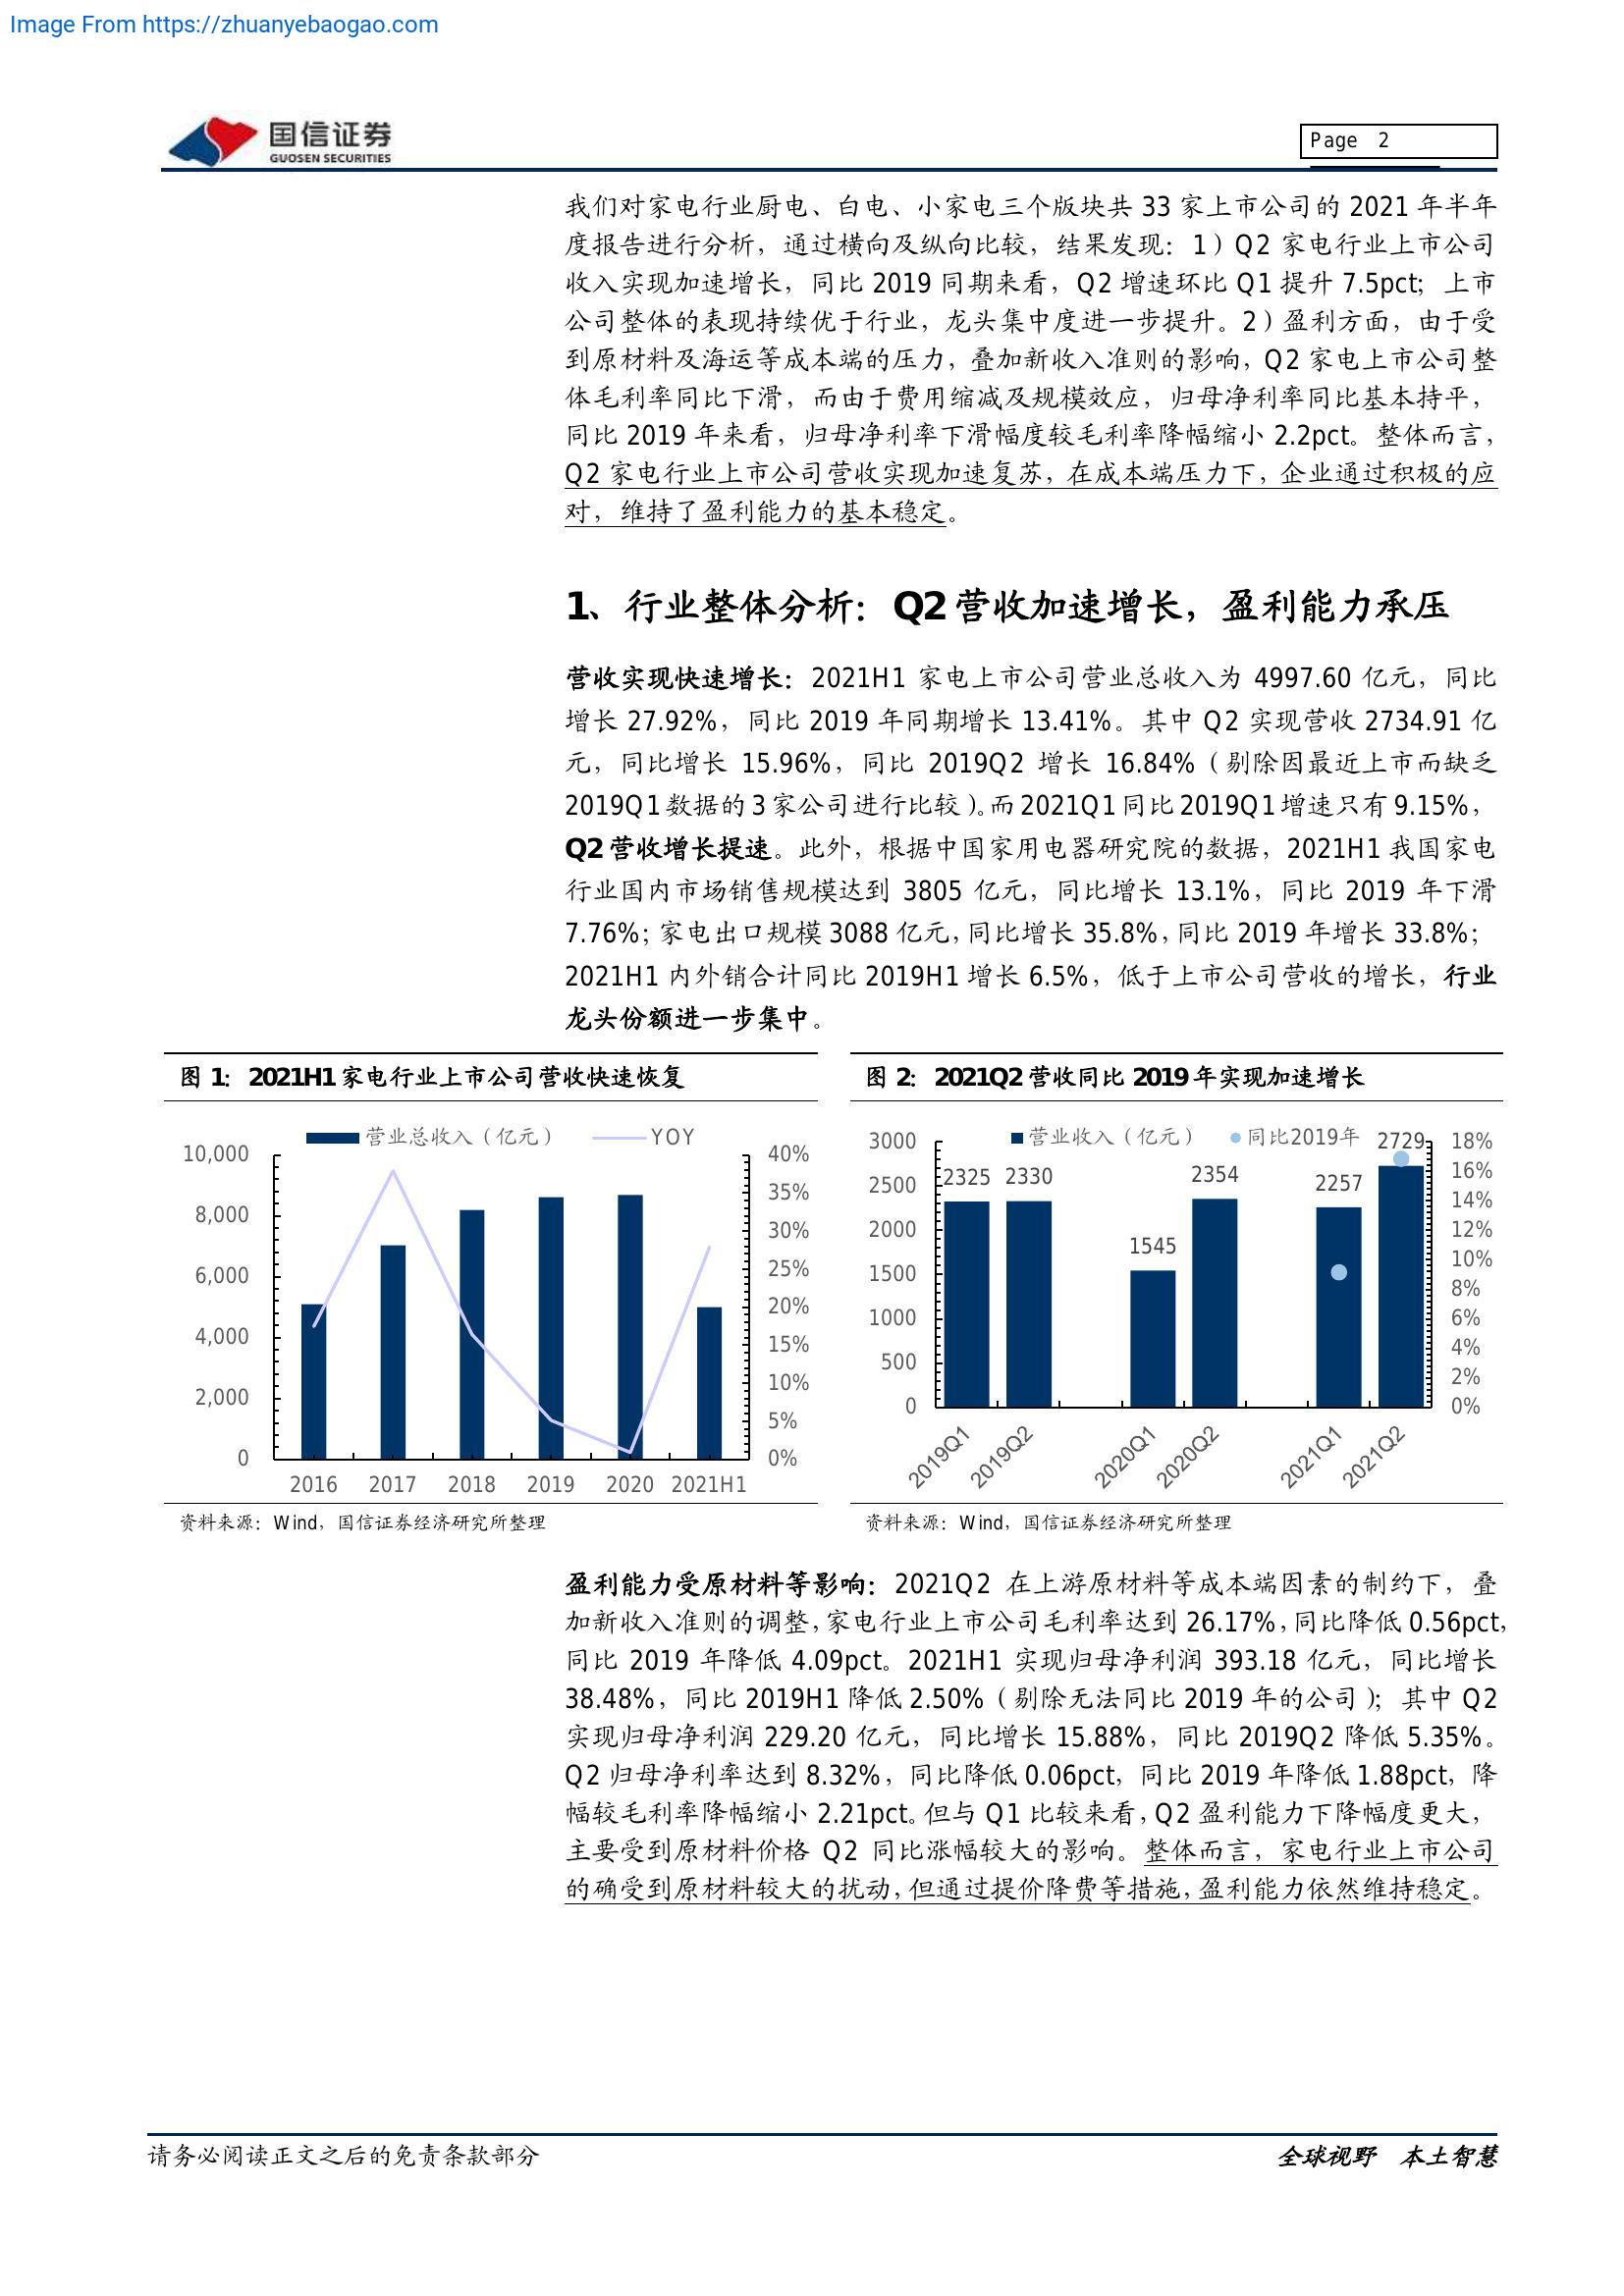 Image From https://zhuanyebaogao.com
国信证券
GUOSEN SECURITIES
Page 2
我们对家电行业厨电、白电、小家电三个版块共 33 家上市公司的 2021 年半年
度报告进行分析，通过横向及纵向比较，结果发现：1）Q2 家电行业上市公司
收入实现加速增长，同比 2019 同期来看，Q2 增速环比 Q1 提升 7.5pct；上市
公司整体的表现持续优于行业，龙头集中度进一步提升。2）盈利方面，由于受
到原材料及海运等成本端的压力，叠加新收入准则的影响，Q2 家电上市公司整
体毛利率同比下滑，而由于费用缩减及规模效应，归母净利率同比基本持平，
同比 2019 年来看，归母净利率下滑幅度较毛利率降幅缩小 2.2pct。整体而言，
Q2 家电行业上市公司营收实现加速复苏，在成本端压力下，企业通过积极的应
对，维持了盈利能力的基本稳定。
1、行业整体分析：Q2 营收加速增长，盈利能力承压
营收实现快速增长：2021H1 家电上市公司营业总收入为 4997.60 亿元，同比
增长 27.92%，同比 2019 年同期增长 13.41%。其中 Q2 实现营收 2734.91 亿
元，同比增长 15.96%，同比 2019Q2 增长 16.84%（剔除因最近上市而缺乏
2019Q1 数据的 3 家公司进行比较）。而 2021Q1 同比 2019Q1 增速只有 9.15%，
Q2 营收增长提速。此外，根据中国家用电器研究院的数据，2021H1 我国家电
行业国内市场销售规模达到 3805 亿元，同比增长 13.1%，同比 2019 年下滑
7.76%；家电出口规模 3088 亿元，同比增长 35.8%，同比 2019 年增长 33.8%；
2021H1 内外销合计同比 2019H1 增长 6.5%，低于上市公司营收的增长，行业
龙头份额进一步集中。
图 1：2021H1 家电行业上市公司营收快速恢复
营业总收入（亿元） YOY
10,000
8,000
6,000
4,000
2,000
0
40%
35%
30%
25%
20%
15%
10%
5%
0%
2016 2017 2018 2019 2020 2021H1
资料来源：Wind，国信证券经济研究所整理
图 2：2021Q2 营收同比 2019 年实现加速增长
营业收入（亿元） 同比2019年
3000
2500
2000
1500
1000
500
0
2325 2330 1545 2354 2257 2729
18%
16%
14%
12%
10%
8%
6%
4%
2%
0%
2019Q1 2019Q2 2020Q1 2020Q2 2021Q1 2021Q2
资料来源：Wind，国信证券经济研究所整理
盈利能力受原材料等影响：2021Q2 在上游原材料等成本端因素的制约下，叠
加新收入准则的调整，家电行业上市公司毛利率达到 26.17%，同比降低 0.56pct，
同比 2019 年降低 4.09pct。2021H1 实现归母净利润 393.18 亿元，同比增长
38.48%，同比 2019H1 降低 2.50%（剔除无法同比 2019 年的公司）；其中 Q2
实现归母净利润 229.20 亿元，同比增长 15.88%，同比 2019Q2 降低 5.35%。
Q2 归母净利率达到 8.32%，同比降低 0.06pct，同比 2019 年降低 1.88pct，降
幅较毛利率降幅缩小 2.21pct。但与 Q1 比较来看，Q2 盈利能力下降幅度更大，
主要受到原材料价格 Q2 同比涨幅较大的影响。整体而言，家电行业上市公司
的确受到原材料较大的扰动，但通过提价降费等措施，盈利能力依然维持稳定。
请务必阅读正文之后的免责条款部分
全球视野 本土智慧